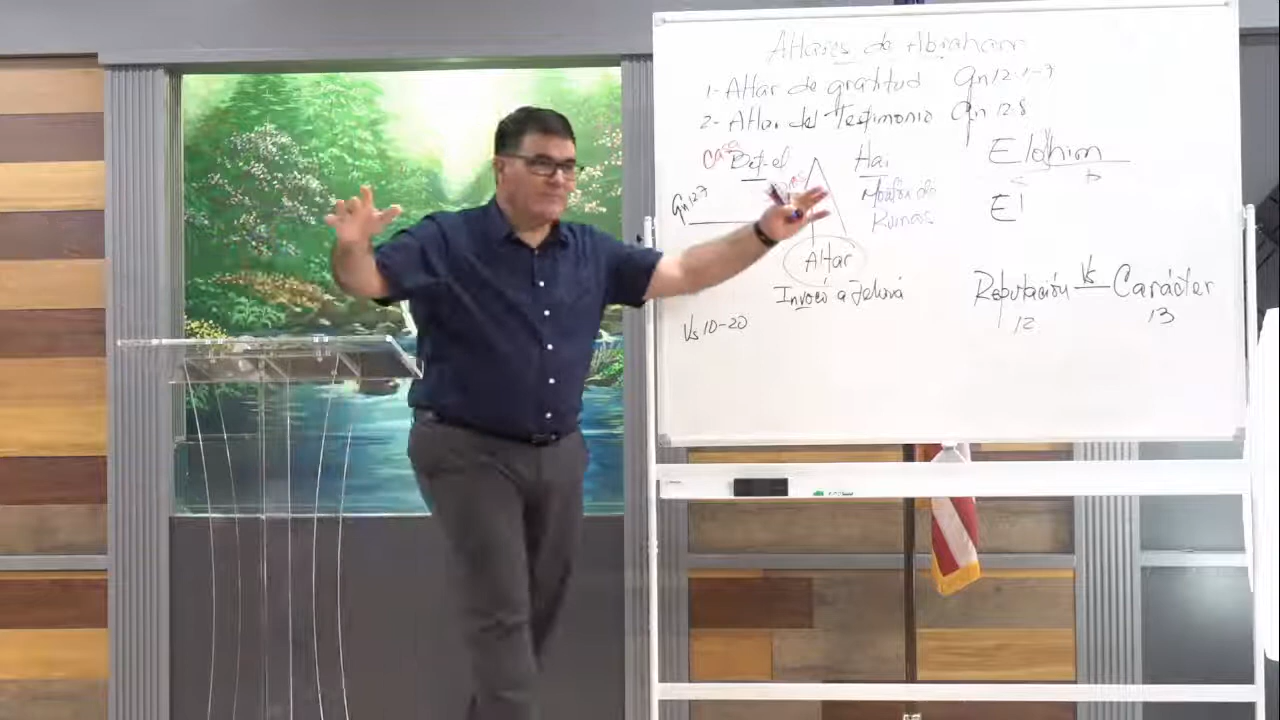 Altares de Abraham
1- Altar de gratitud Gn 12:1-7
2- Altar del Testimonio Gn 12:8
Casa
Bet-el
Hai
Elohim
Gn 12:7
Montón de
Ruinas
El
Altar
Invocó a Jehová
Reputación Vs Carácter
12
13
Vs 10-20